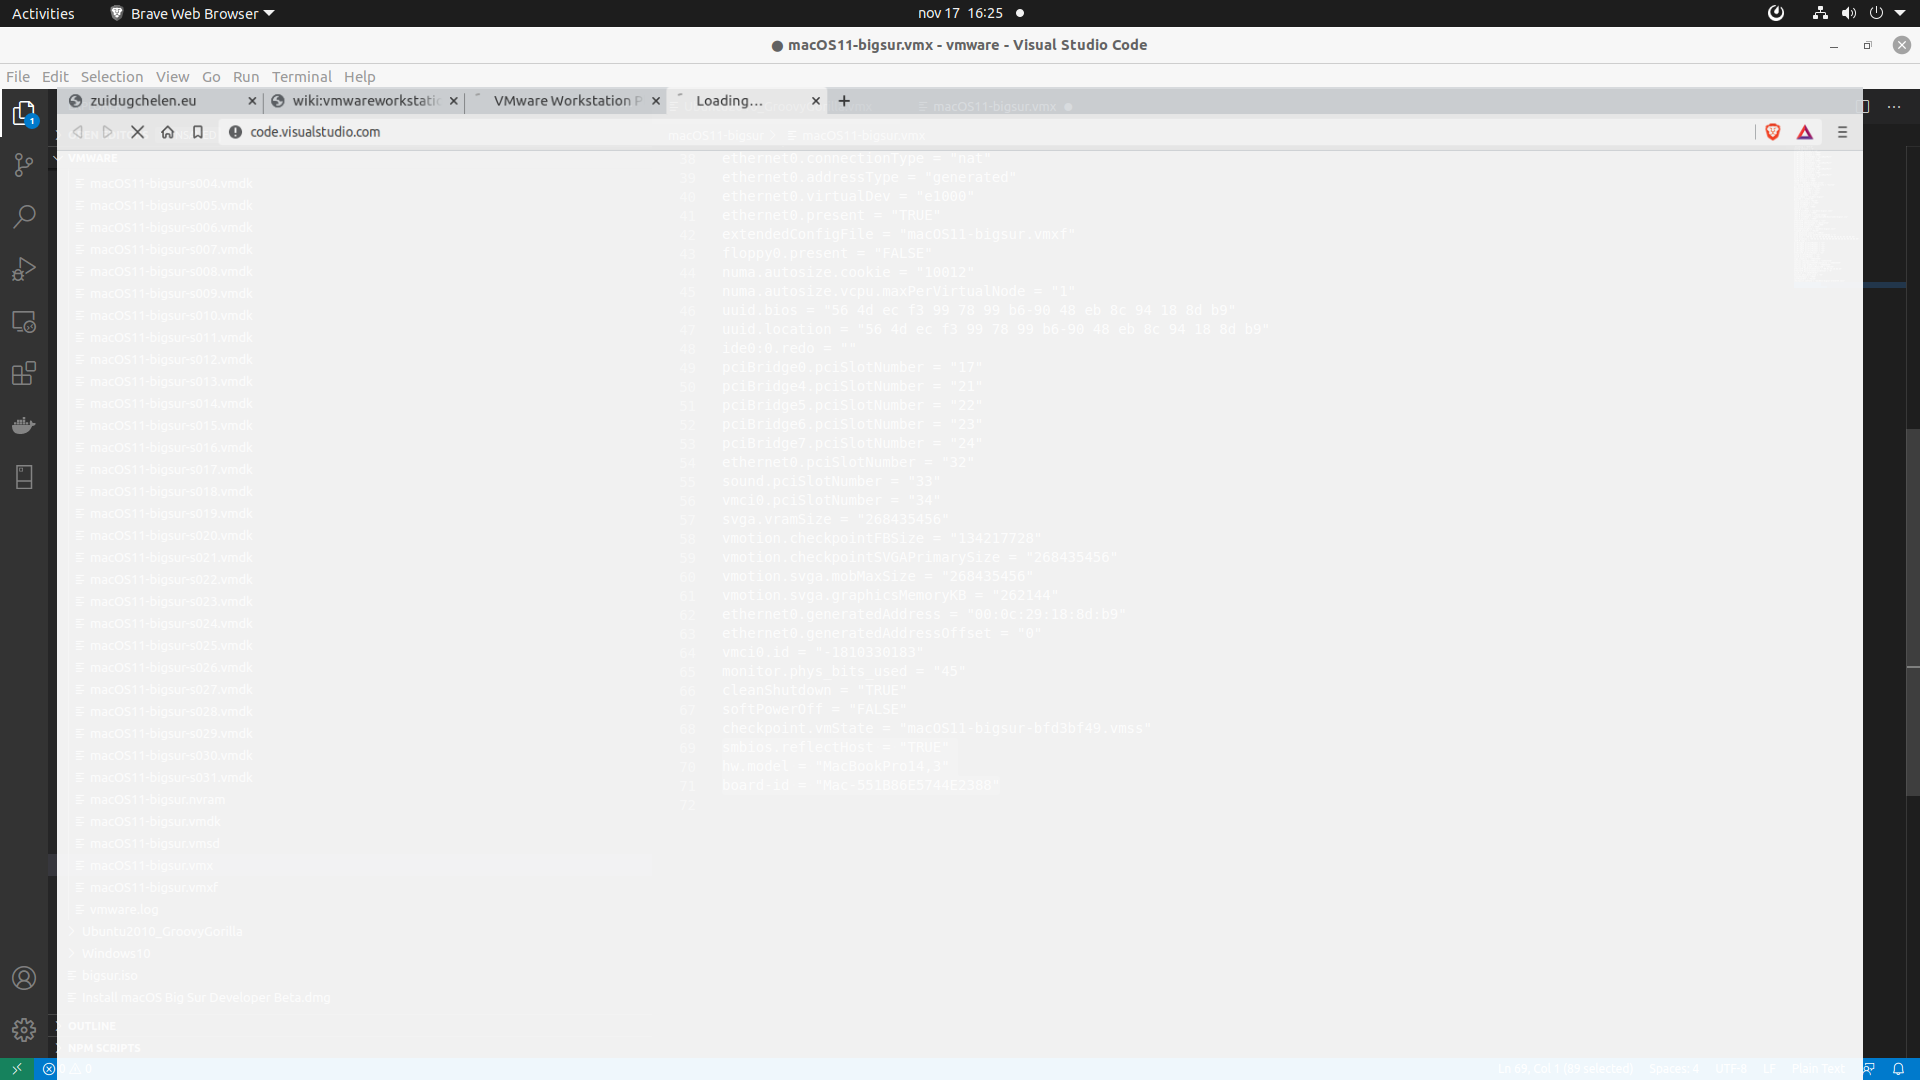 Activities
Brave Web Browser
nov 17 16:25
macOS11-bigsur.vmx - vmware - Visual Studio Code
File Edit Selection View Go Run Terminal Help
zuidugchelen.eu
wiki:vmwareworkstati
VMware Workstation P
Loading...
1
code.visualstudio.com
macOS11-bigsur.vmx
macOS11-bigsur > macOS11-bigsur.vmx
VMWARE
macOS11-bigsur-s004.vmdk
macOS11-bigsur-s005.vmdk
macOS11-bigsur-s006.vmdk
macOS11-bigsur-s007.vmdk
macOS11-bigsur-s008.vmdk
macOS11-bigsur-s009.vmdk
macOS11-bigsur-s010.vmdk
macOS11-bigsur-s011.vmdk
macOS11-bigsur-s012.vmdk
macOS11-bigsur-s013.vmdk
macOS11-bigsur-s014.vmdk
macOS11-bigsur-s015.vmdk
macOS11-bigsur-s016.vmdk
macOS11-bigsur-s017.vmdk
macOS11-bigsur-s018.vmdk
macOS11-bigsur-s019.vmdk
macOS11-bigsur-s020.vmdk
macOS11-bigsur-s021.vmdk
macOS11-bigsur-s022.vmdk
macOS11-bigsur-s023.vmdk
macOS11-bigsur-s024.vmdk
macOS11-bigsur-s025.vmdk
macOS11-bigsur-s026.vmdk
macOS11-bigsur-s027.vmdk
macOS11-bigsur-s028.vmdk
macOS11-bigsur-s029.vmdk
macOS11-bigsur-s030.vmdk
macOS11-bigsur-s031.vmdk
macOS11-bigsur.nvram
macOS11-bigsur.vmdk
macOS11-bigsur.vmsd
macOS11-bigsur.vmx
macOS11-bigsur.vmxf
vmware.log
Ubuntu2010_GroovyGorilla
Windows10
bigsur.iso
Install macOS Big Sur Developer Beta.dmg
OUTLINE
NPM SCRIPTS
38 ethernet0.connectionType = "nat"
39 ethernet0.addressType = "generated"
40 ethernet0.virtualDev = "e1000"
41 ethernet0.present = "TRUE"
42 extendedConfigFile = "macOS11-bigsur.vmxf"
43 floppy0.present = "FALSE"
44 numa.autosize.cookie = "10012"
45 numa.autosize.vcpu.maxPerVirtualNode = "1"
46 uuid.bios = "56 4d ec f3 99 78 99 b6-90 48 eb 8c 94 18 8d b9"
47 uuid.location = "56 4d ec f3 99 78 99 b6-90 48 eb 8c 94 18 8d b9"
48 ide0:0.redo = ""
49 pciBridge0.pciSlotNumber = "17"
50 pciBridge4.pciSlotNumber = "21"
51 pciBridge5.pciSlotNumber = "22"
52 pciBridge6.pciSlotNumber = "23"
53 pciBridge7.pciSlotNumber = "24"
54 ethernet0.pciSlotNumber = "32"
55 sound.pciSlotNumber = "33"
56 vmci0.pciSlotNumber = "34"
57 svga.vramSize = "268435456"
58 vmotion.checkpointFBSize = "134217728"
59 vmotion.checkpointSVGAPrimarySize = "268435456"
60 vmotion.svga.mobMaxSize = "268435456"
61 vmotion.svga.graphicsMemoryKB = "262144"
62 ethernet0.generatedAddress = "00:0c:29:18:8d:b9"
63 ethernet0.generatedAddressOffset = "0"
64 vmci0.id = "-1810330183"
65 monitor.phys_bits_used = "45"
66 cleanShutdown = "TRUE"
67 softPowerOff = "FALSE"
68 checkpoint.vmState = "macOS11-bigsur-bfd3bf49.vmss"
69 smbios.reflectHost = "TRUE"
70 hw.model = "MacBookPro14,3"
71 board-id = "Mac-551B86E5744E2388"
72
0 0
Ln 69, Col 1 (89 selected) Spaces: 4 UTF-8 LF Plain Text